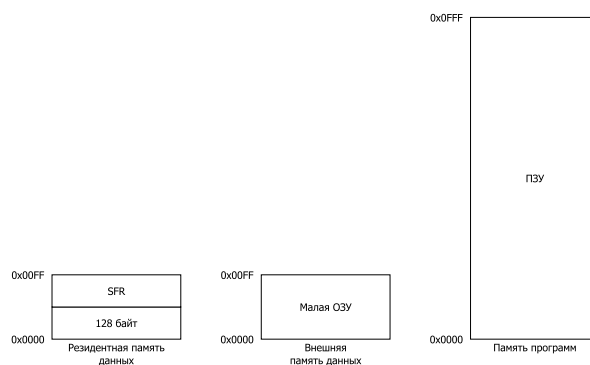 0x0FFF
ПЗУ
0x00FF
SFR
128 байт
0x0000
Резидентная память
данных
0x00FF
Малая ОЗУ
0x0000
Внешняя
память данных
0x0000
Память программ